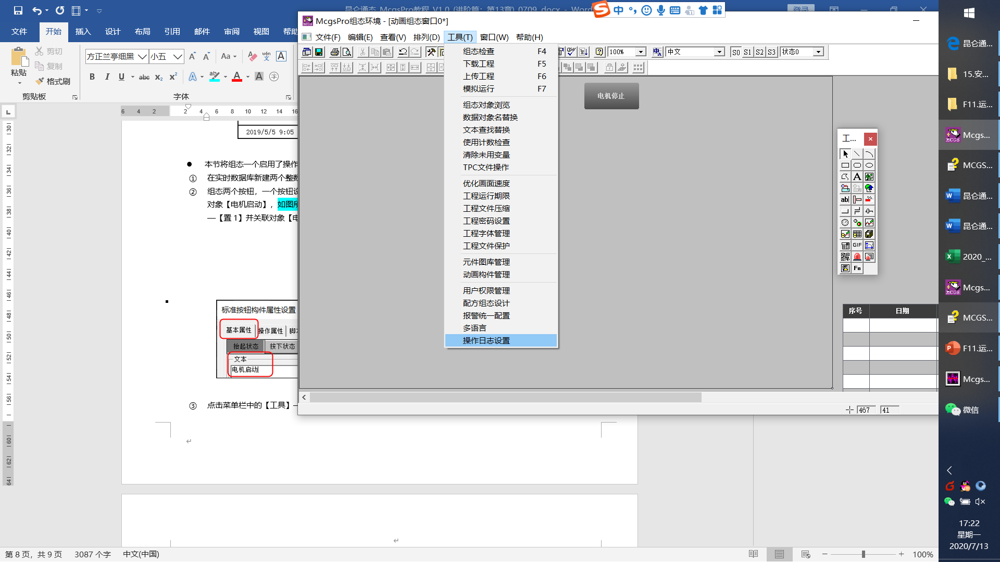 昆仑通态_McgsPro教程_V1.0_(进阶篇：第13章)_0709.docx - Word
登录
中
文件
开始
插入
设计
布局
引用
邮件
审阅
视图
帮助
粘贴
剪切
复制
格式刷
剪贴板
方正兰亭细黑
小五
Aa
wén
A
B I U abc x₂ x²
字体
6 4 2 2 4 6 8 10 12 14 16
2019/5/5 9:05
● 本节将组态一个启用了操作
① 在实时数据库新建两个整数
② 组态两个按钮，一个按钮设
对象【电机启动】，如图所
—【置 1】并关联对象【电
标准按钮构件属性设置
基本属性
操作属性
抬起状态
按下状态
文本
电机启动
③ 点击菜单栏中的【工具】—
McgsPro组态环境 - [动画组态窗口0*]
文件(F) 编辑(E) 查看(V) 排列(D) 工具(T) 窗口(W) 帮助(H)
100%
中文
S0 S1 S2 S3
状态0
组态检查 F4
下载工程 F5
上传工程 F6
模拟运行 F7
组态对象浏览
数据对象名替换
文本查找替换
使用计数检查
清除未用变量
TPC文件操作
优化画面速度
工程运行期限
工程文件压缩
工程密码设置
工程字体管理
工程文件保护
元件图库管理
动画构件管理
用户权限管理
配方组态设计
报警统一配置
多语言
操作日志设置
电机停止
工...
A
ab|
GIF
Fn
序号 日期
467 41
昆仑通...
15.安...
F11.运...
Mcgs...
MCGS...
昆仑通...
昆仑通...
2020_...
Mcgs...
MCGS...
F11.运...
Mcgs...
微信
17:22
星期一
2020/7/13
第 8 页，共 9 页
3087 个字
中文(中国)
100%